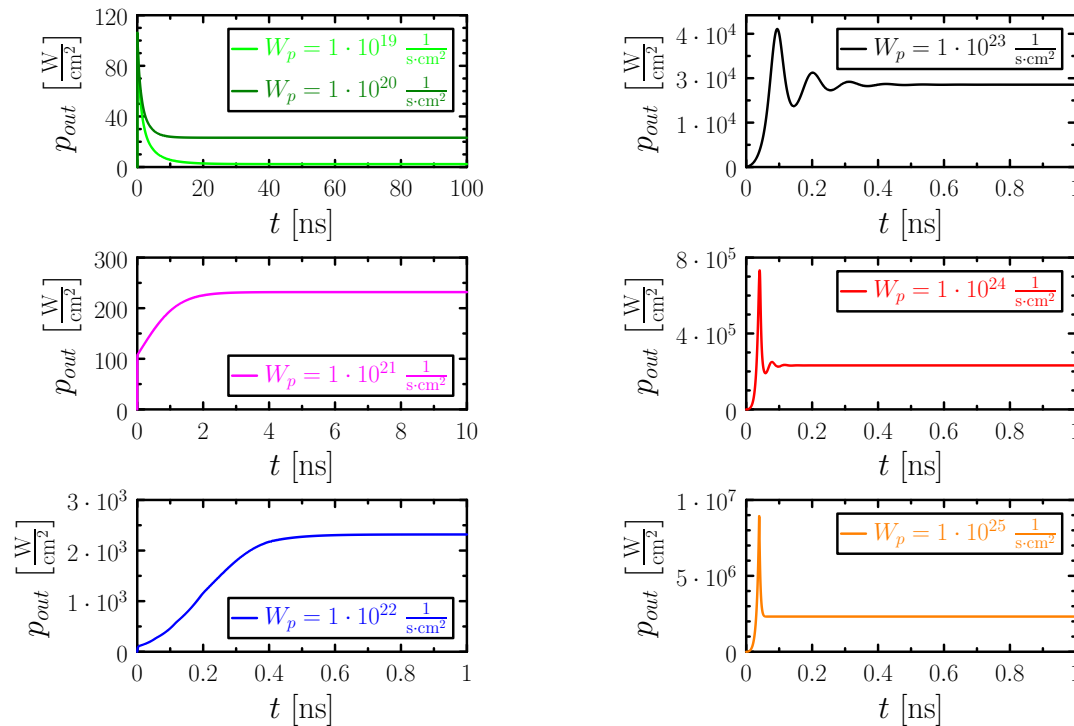 p_out [W/cm²]
120
90
60
30
0
W_p = 1 · 10^19 1/(s·cm²)
W_p = 1 · 10^20 1/(s·cm²)
0 20 40 60 80 100
t [ns]
p_out [W/cm²]
4 · 10^4
3 · 10^4
1 · 10^4
0
W_p = 1 · 10^23 1/(s·cm²)
0 0.2 0.4 0.6 0.8 1
t [ns]
p_out [W/cm²]
300
200
100
0
W_p = 1 · 10^21 1/(s·cm²)
0 2 4 6 8 10
t [ns]
p_out [W/cm²]
8 · 10^5
4 · 10^5
0
W_p = 1 · 10^24 1/(s·cm²)
0 0.2 0.4 0.6 0.8 1
t [ns]
p_out [W/cm²]
3 · 10^3
2 · 10^3
1 · 10^3
0
W_p = 1 · 10^22 1/(s·cm²)
0 0.2 0.4 0.6 0.8 1
t [ns]
p_out [W/cm²]
1 · 10^7
5 · 10^6
0
W_p = 1 · 10^25 1/(s·cm²)
0 0.2 0.4 0.6 0.8 1
t [ns]